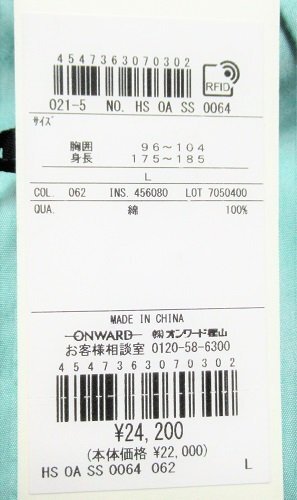 4547363070302
RFID
021-5 NO. HS OA SS 0064
サイズ
胸囲 96～104
身長 175～185
L
COL. 062 INS. 456080 LOT 7050400
QUA. 綿 100%
MADE IN CHINA
ONWARD ㈱オンワード樫山
お客様相談室 0120-58-6300
4547363070302
¥24,200
(本体価格 ¥22,000)
HS OA SS 0064 062 L